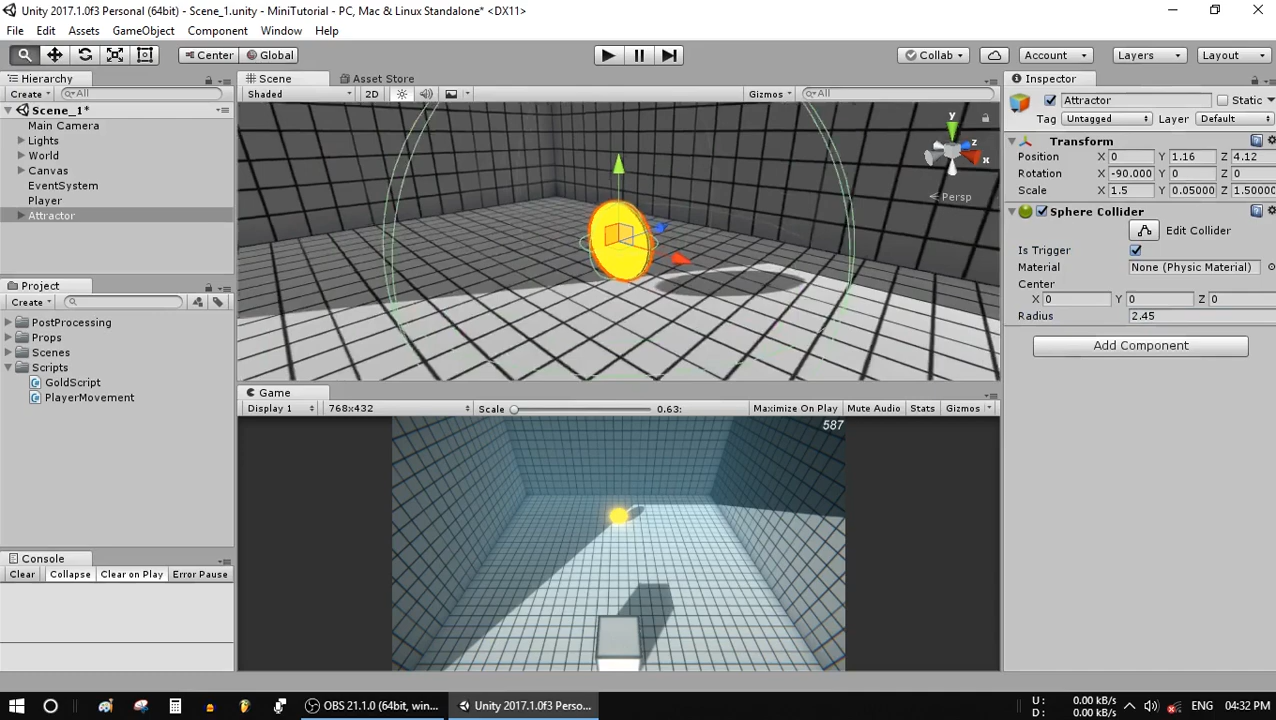 Unity 2017.1.0f3 Personal (64bit) - Scene_1.unity - MiniTutorial - PC, Mac & Linux Standalone* <DX11>
File Edit Assets GameObject Component Window Help
Center Global Collab Account Layers Layout
Hierarchy
Create All
Scene_1*
Main Camera
Lights
World
Canvas
EventSystem
Player
Attractor
Project
Create
PostProcessing
Props
Scenes
Scripts
GoldScript
PlayerMovement
Console
Clear Collapse Clear on Play Error Pause
Scene Asset Store
Shaded 2D Gizmos All
y
z
x
Persp
Game
Display 1 768x432 Scale 0.63: Maximize On Play Mute Audio Stats Gizmos
587
Inspector
Attractor Static
Tag Untagged Layer Default
Transform
Position X 0 Y 1.16 Z 4.12
Rotation X -90.000 Y 0 Z 0
Scale X 1.5 Y 0.05000 Z 1.50000
Sphere Collider
Edit Collider
Is Trigger
Material None (Physic Material)
Center
X 0 Y 0 Z 0
Radius 2.45
Add Component
OBS 21.1.0 (64bit, win... Unity 2017.1.0f3 Perso... U: 0.00 kB/s ENG 04:32 PM
D: 0.00 kB/s